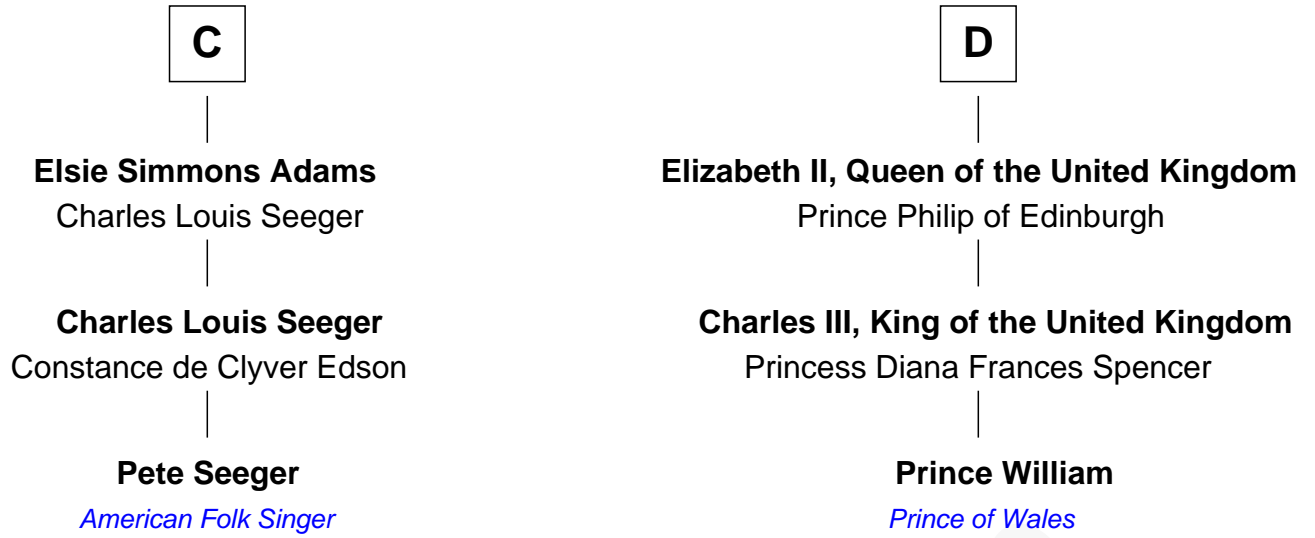 C
Elsie Simmons Adams
Charles Louis Seeger
Charles Louis Seeger
Constance de Clyver Edson
Pete Seeger
American Folk Singer
D
Elizabeth II, Queen of the United Kingdom
Prince Philip of Edinburgh
Charles III, King of the United Kingdom
Princess Diana Frances Spencer
Prince William
Prince of Wales